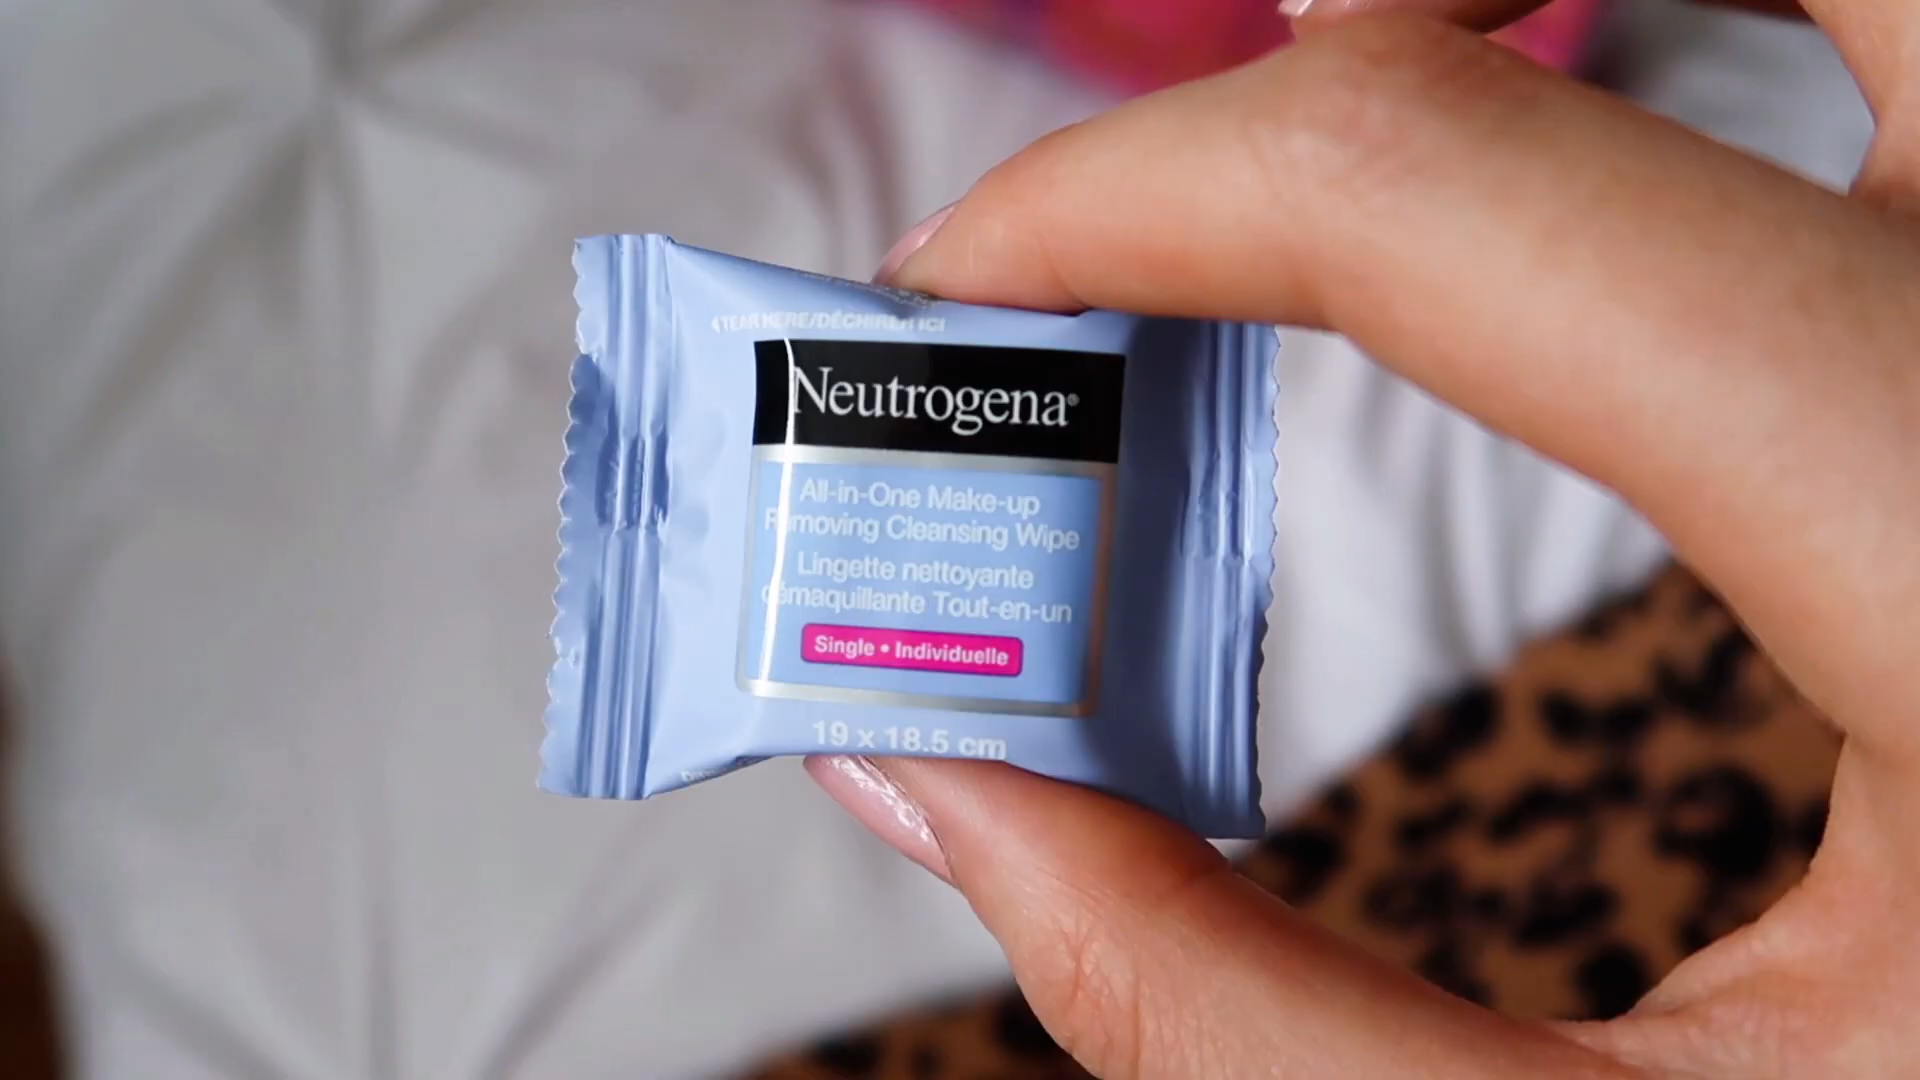 TEAR HERE/DÉCHIRER ICI
Neutrogena®
All-in-One Make-up
Removing Cleansing Wipe
Lingette nettoyante
démaquillante Tout-en-un
Single • Individuelle
19 x 18.5 cm